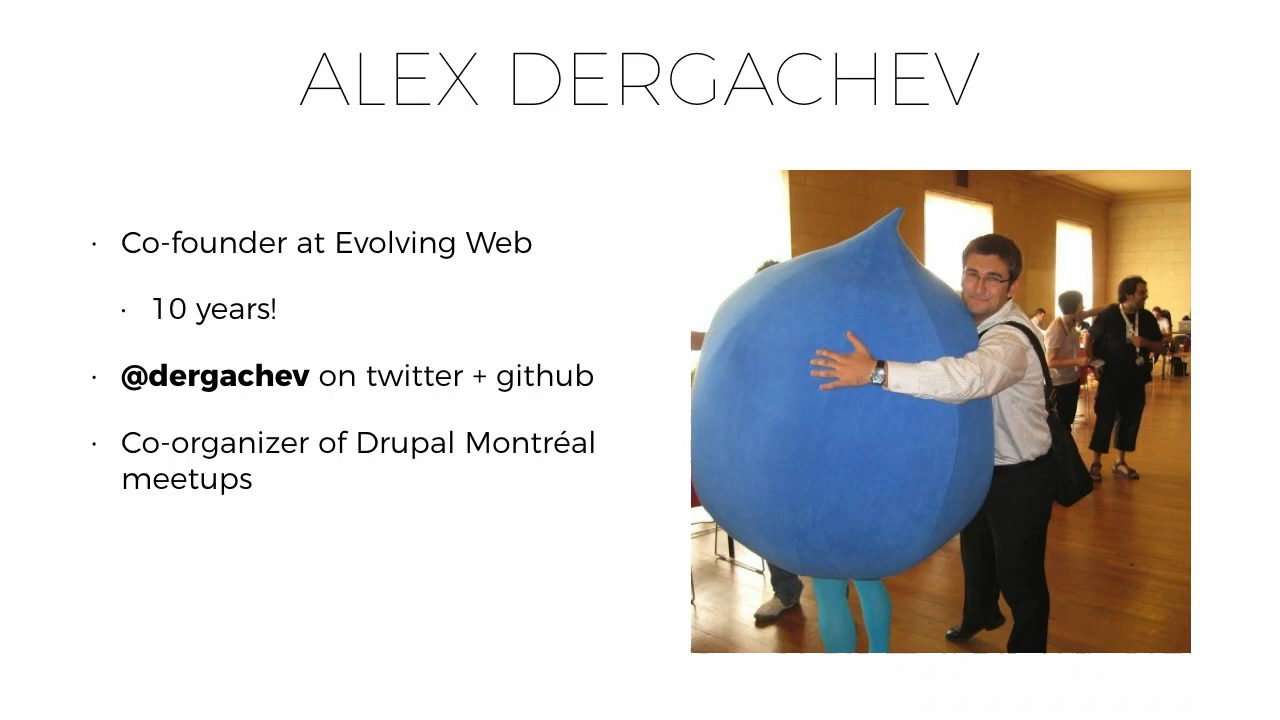 ALEX DERGACHEV
· Co-founder at Evolving Web
· 10 years!
· @dergachev on twitter + github
· Co-organizer of Drupal Montréal
meetups